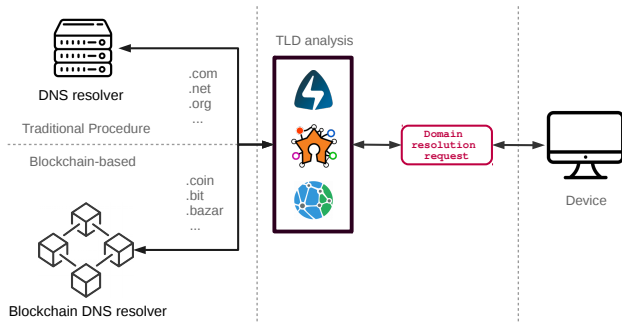 TLD analysis
.com
.net
.org
...
DNS resolver
Traditional Procedure
Blockchain-based
Domain
resolution
request
Device
.coin
.bit
.bazar
...
Blockchain DNS resolver